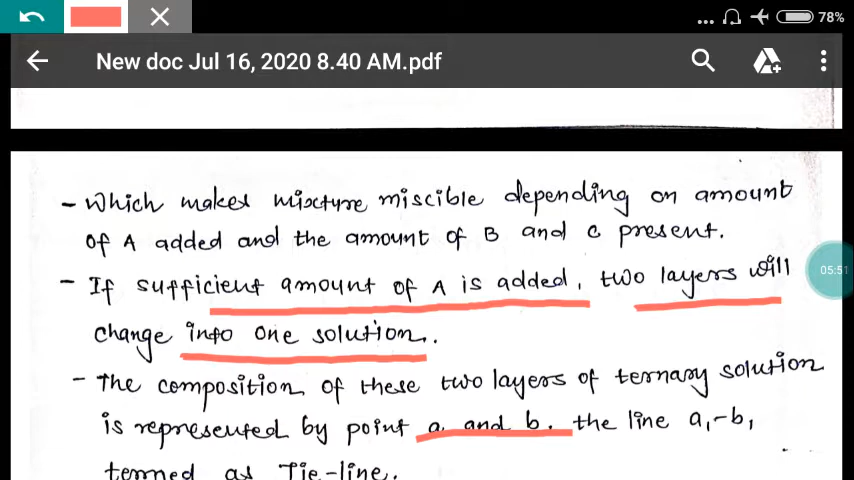 ... 78%
New doc Jul 16, 2020 8.40 AM.pdf
- which makes mixture miscible depending on amount
of A added and the amount of B and c present.
- If sufficient amount of A is added, two layers will
change into one solution.
- The composition of these two layers of ternary solution
is represented by point a and b. the line a,-b,
termed as Tie-line.
05:51